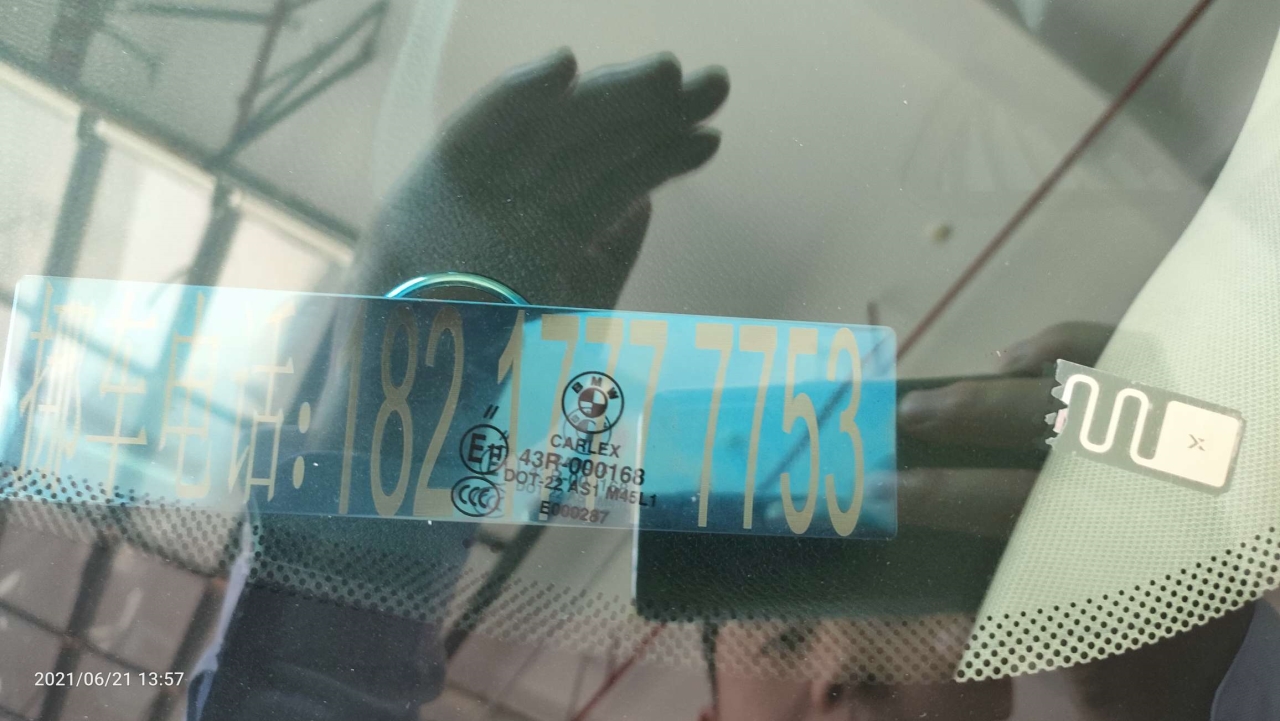 挪车电话:182 1777 7753
BMW
CARLEX
E11 43R-000168
DOT-22 AS1 M45L1
CCC E000287
2021/06/21 13:57